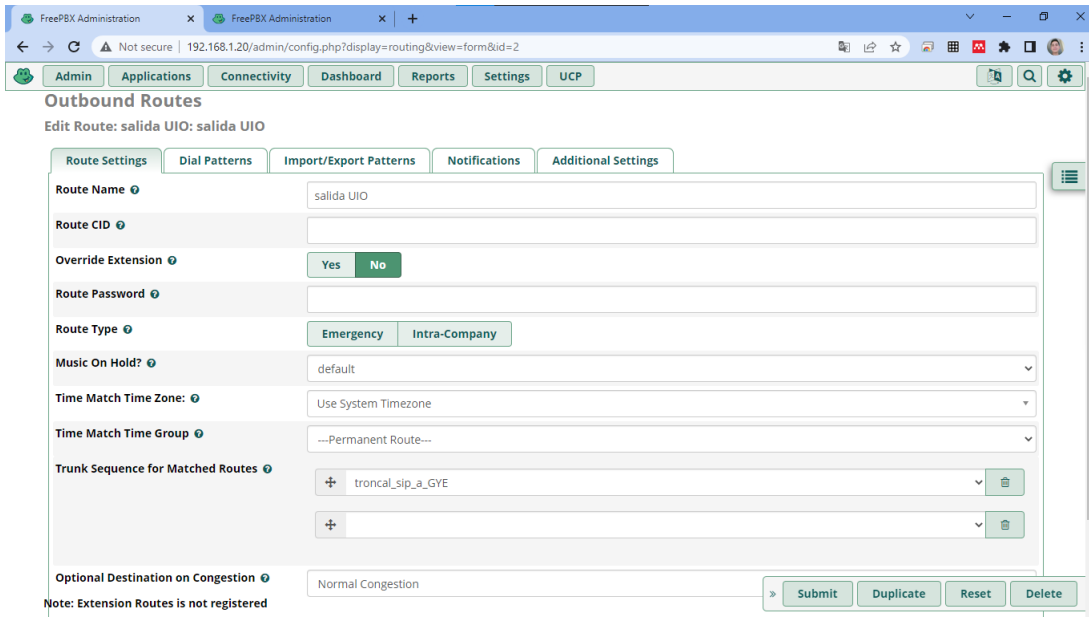 FreePBX Administration
FreePBX Administration
Not secure 192.168.1.20/admin/config.php?display=routing&view=form&id=2
Admin Applications Connectivity Dashboard Reports Settings UCP
Outbound Routes
Edit Route: salida UIO: salida UIO
Route Settings Dial Patterns Import/Export Patterns Notifications Additional Settings
Route Name
salida UIO
Route CID
Override Extension
Yes No
Route Password
Route Type
Emergency Intra-Company
Music On Hold?
default
Time Match Time Zone:
Use System Timezone
Time Match Time Group
---Permanent Route---
Trunk Sequence for Matched Routes
troncal_sip_a_GYE
Optional Destination on Congestion
Normal Congestion
Note: Extension Routes is not registered
» Submit Duplicate Reset Delete